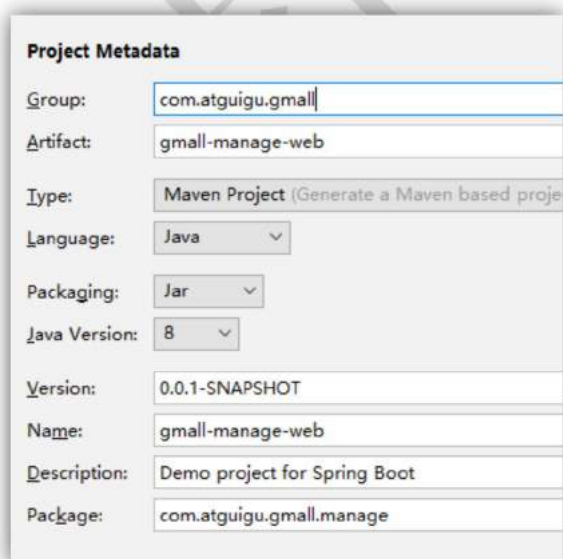 Project Metadata
Group: com.atguigu.gmall
Artifact: gmall-manage-web
Type: Maven Project (Generate a Maven based proje
Language: Java
Packaging: Jar
Java Version: 8
Version: 0.0.1-SNAPSHOT
Name: gmall-manage-web
Description: Demo project for Spring Boot
Package: com.atguigu.gmall.manage